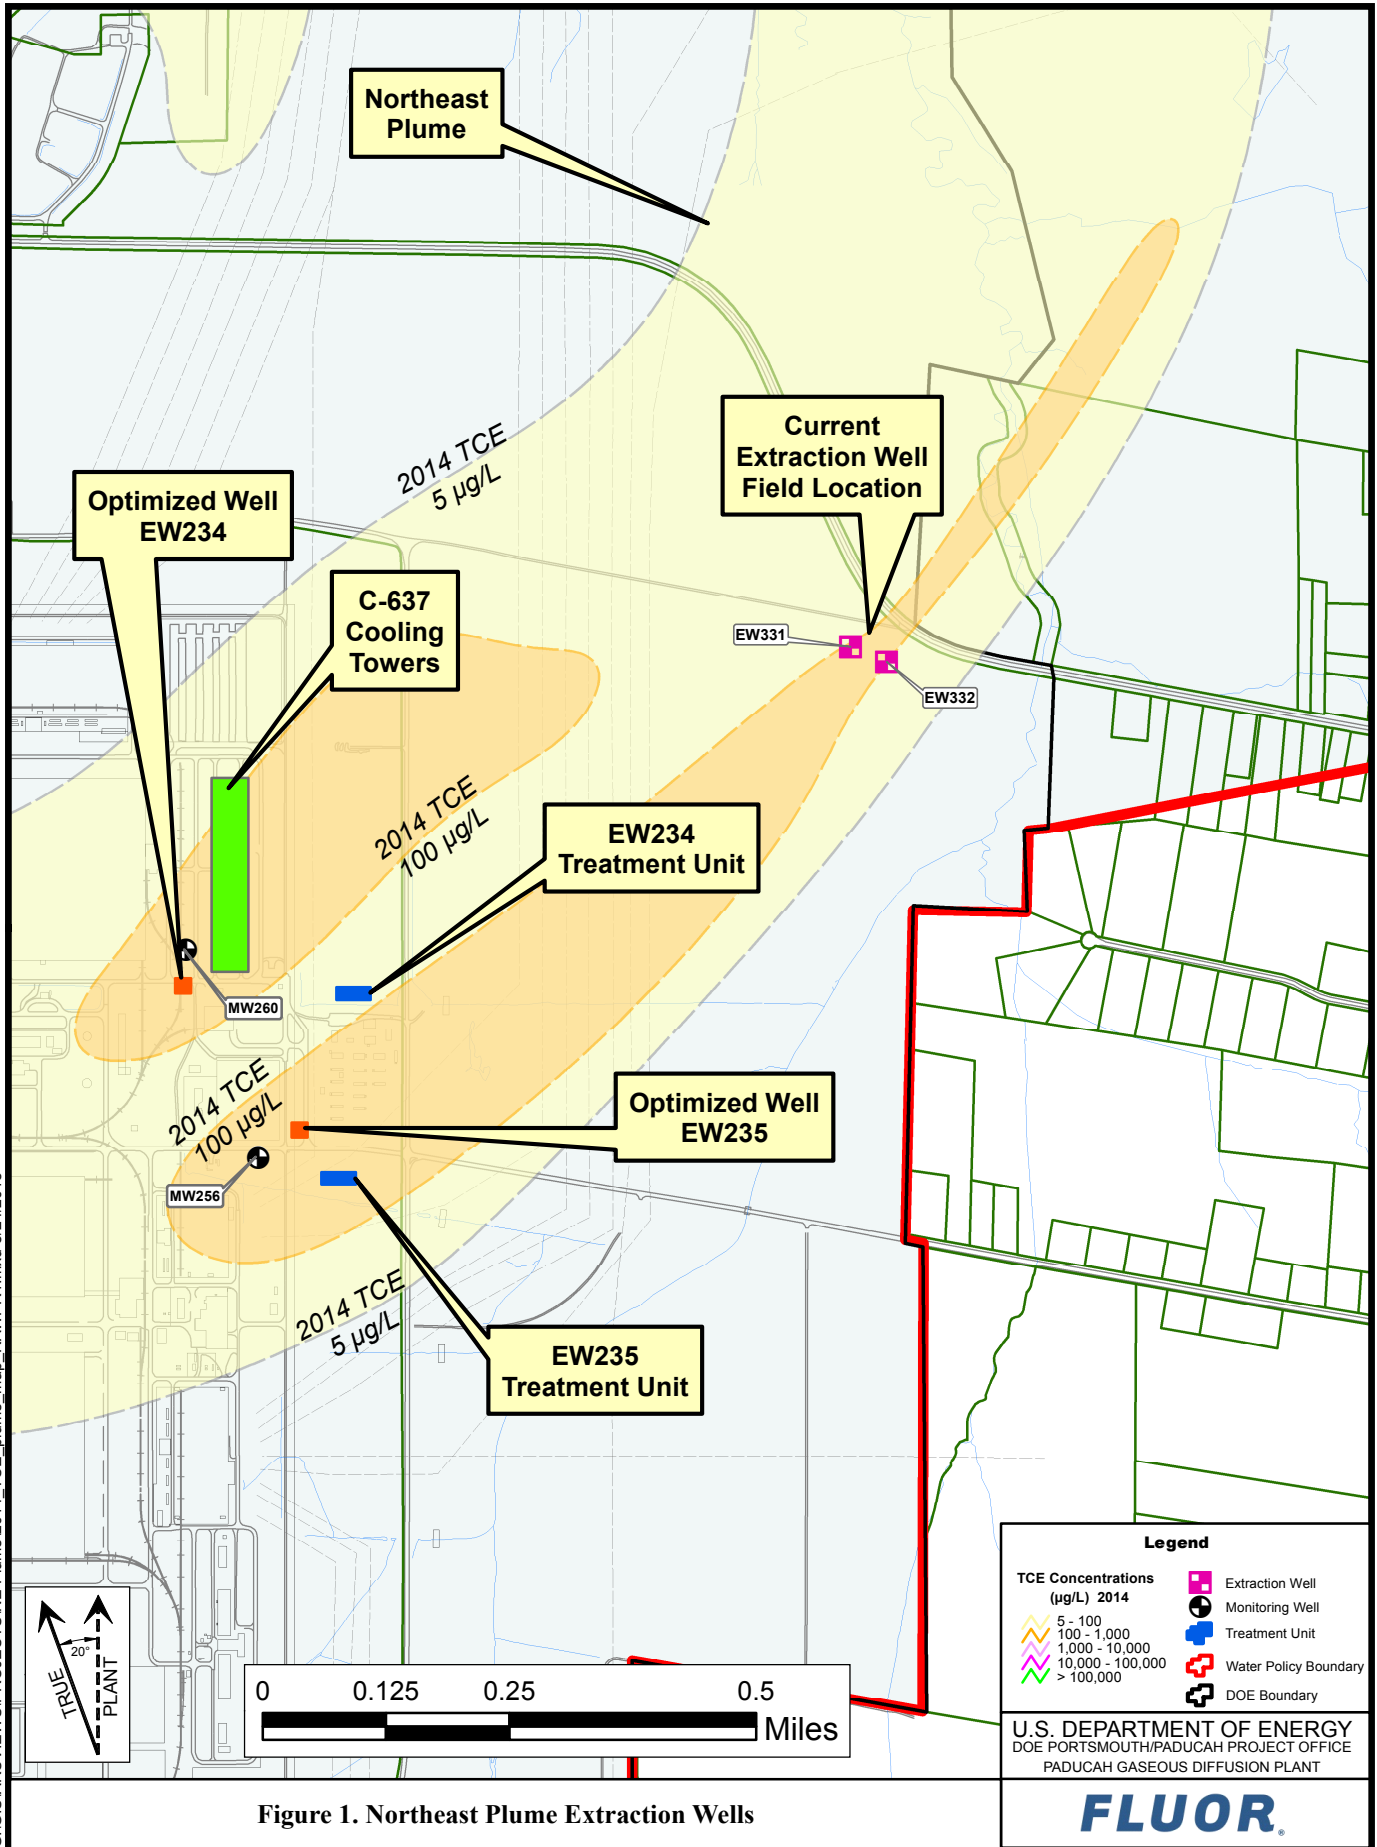 Northeast
Plume
2014 TCE
5 µg/L
Current
Extraction Well
Field Location
Optimized Well
EW234
C-637
Cooling
Towers
EW331
EW332
2014 TCE
100 µg/L
EW234
Treatment Unit
MW260
2014 TCE
100 µg/L
Optimized Well
EW235
MW256
2014 TCE
5 µg/L
EW235
Treatment Unit
TRUE
20°
PLANT
0 0.125 0.25 0.5
Miles
Legend
TCE Concentrations
(µg/L) 2014
5 - 100
100 - 1,000
1,000 - 10,000
10,000 - 100,000
> 100,000
Extraction Well
Monitoring Well
Treatment Unit
Water Policy Boundary
DOE Boundary
U.S. DEPARTMENT OF ENERGY
DOE PORTSMOUTH/PADUCAH PROJECT OFFICE
PADUCAH GASEOUS DIFFUSION PLANT
FLUOR®
Figure 1. Northeast Plume Extraction Wells